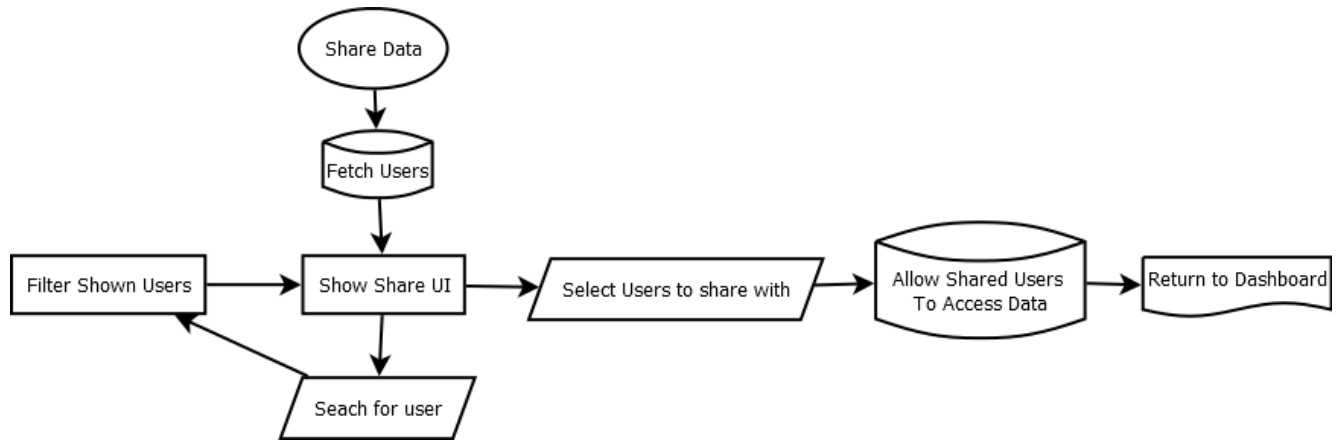 Share Data
Fetch Users
Filter Shown Users
Show Share UI
Select Users to share with
Allow Shared Users
To Access Data
Return to Dashboard
Seach for user